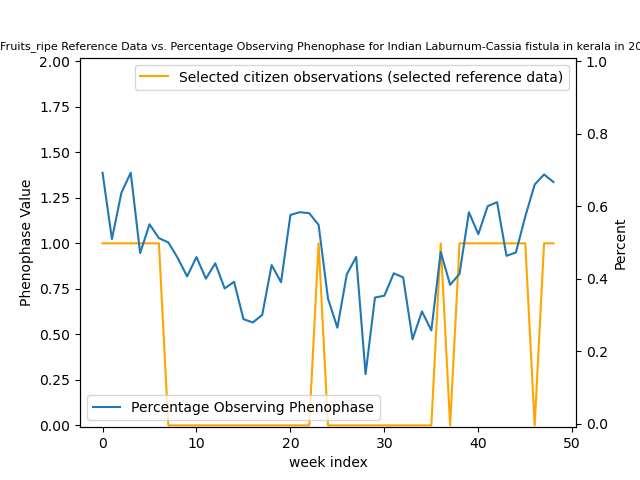 Fruits_ripe Reference Data vs. Percentage Observing Phenophase for Indian Laburnum-Cassia fistula in kerala in 20
2.00
1.75
1.50
1.25
1.00
0.75
0.50
0.25
0.00
Phenophase Value
Selected citizen observations (selected reference data)
Percentage Observing Phenophase
1.0
0.8
0.6
0.4
0.2
0.0
Percent
0 10 20 30 40 50
week index